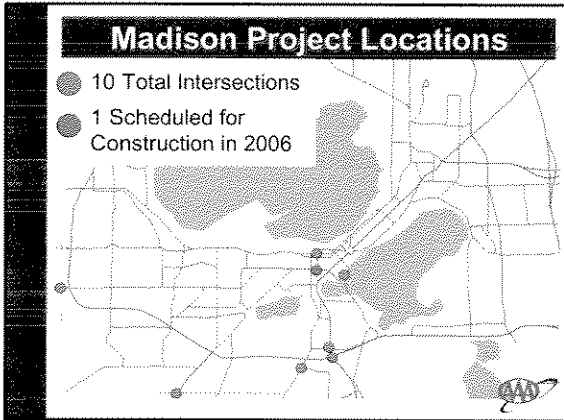 Madison Project Locations
10 Total Intersections
1 Scheduled for
Construction in 2006